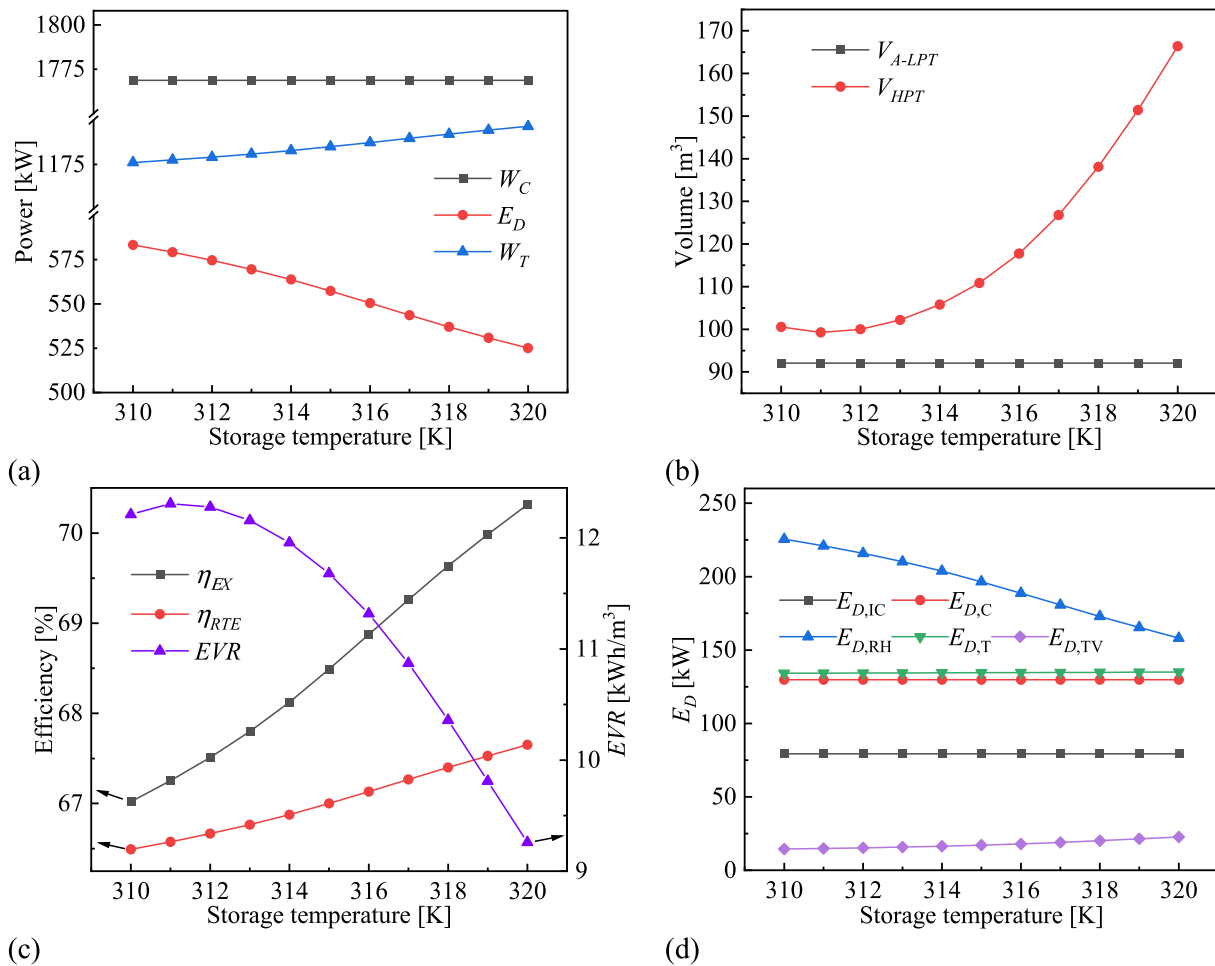 1800
1775
1175
575
550
525
500
Power [kW]
W_C
E_D
W_T
310 312 314 316 318 320
Storage temperature [K]
(a)
170
165
150
140
130
120
110
100
90
Volume [m³]
V_A-LPT
V_HPT
310 312 314 316 318 320
Storage temperature [K]
(b)
70
69
68
67
Efficiency [%]
η_EX
η_RTE
EVR
12
11
10
9
EVR [kWh/m³]
310 312 314 316 318 320
Storage temperature [K]
(c)
250
200
150
100
50
0
E_D [kW]
E_D,IC E_D,C
E_D,RH E_D,T E_D,TV
310 312 314 316 318 320
Storage temperature [K]
(d)